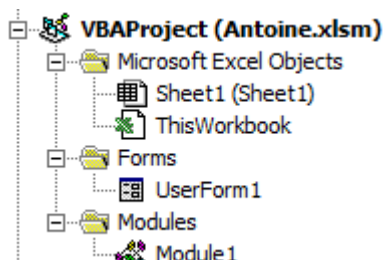 VBAProject (Antoine.xlsm)
Microsoft Excel Objects
Sheet1 (Sheet1)
ThisWorkbook
Forms
UserForm1
Modules
Module1